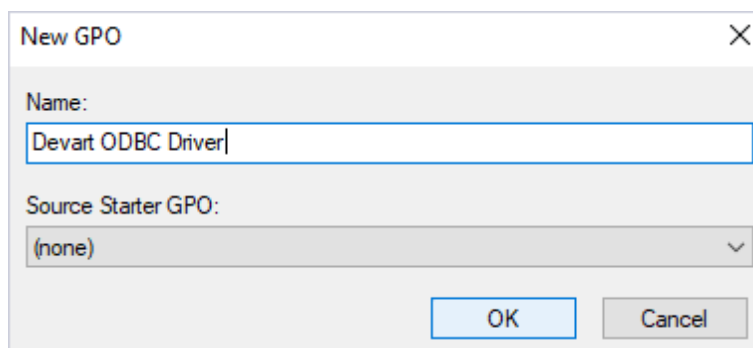 New GPO
Name:
Devart ODBC Driver
Source Starter GPO:
(none)
OK Cancel